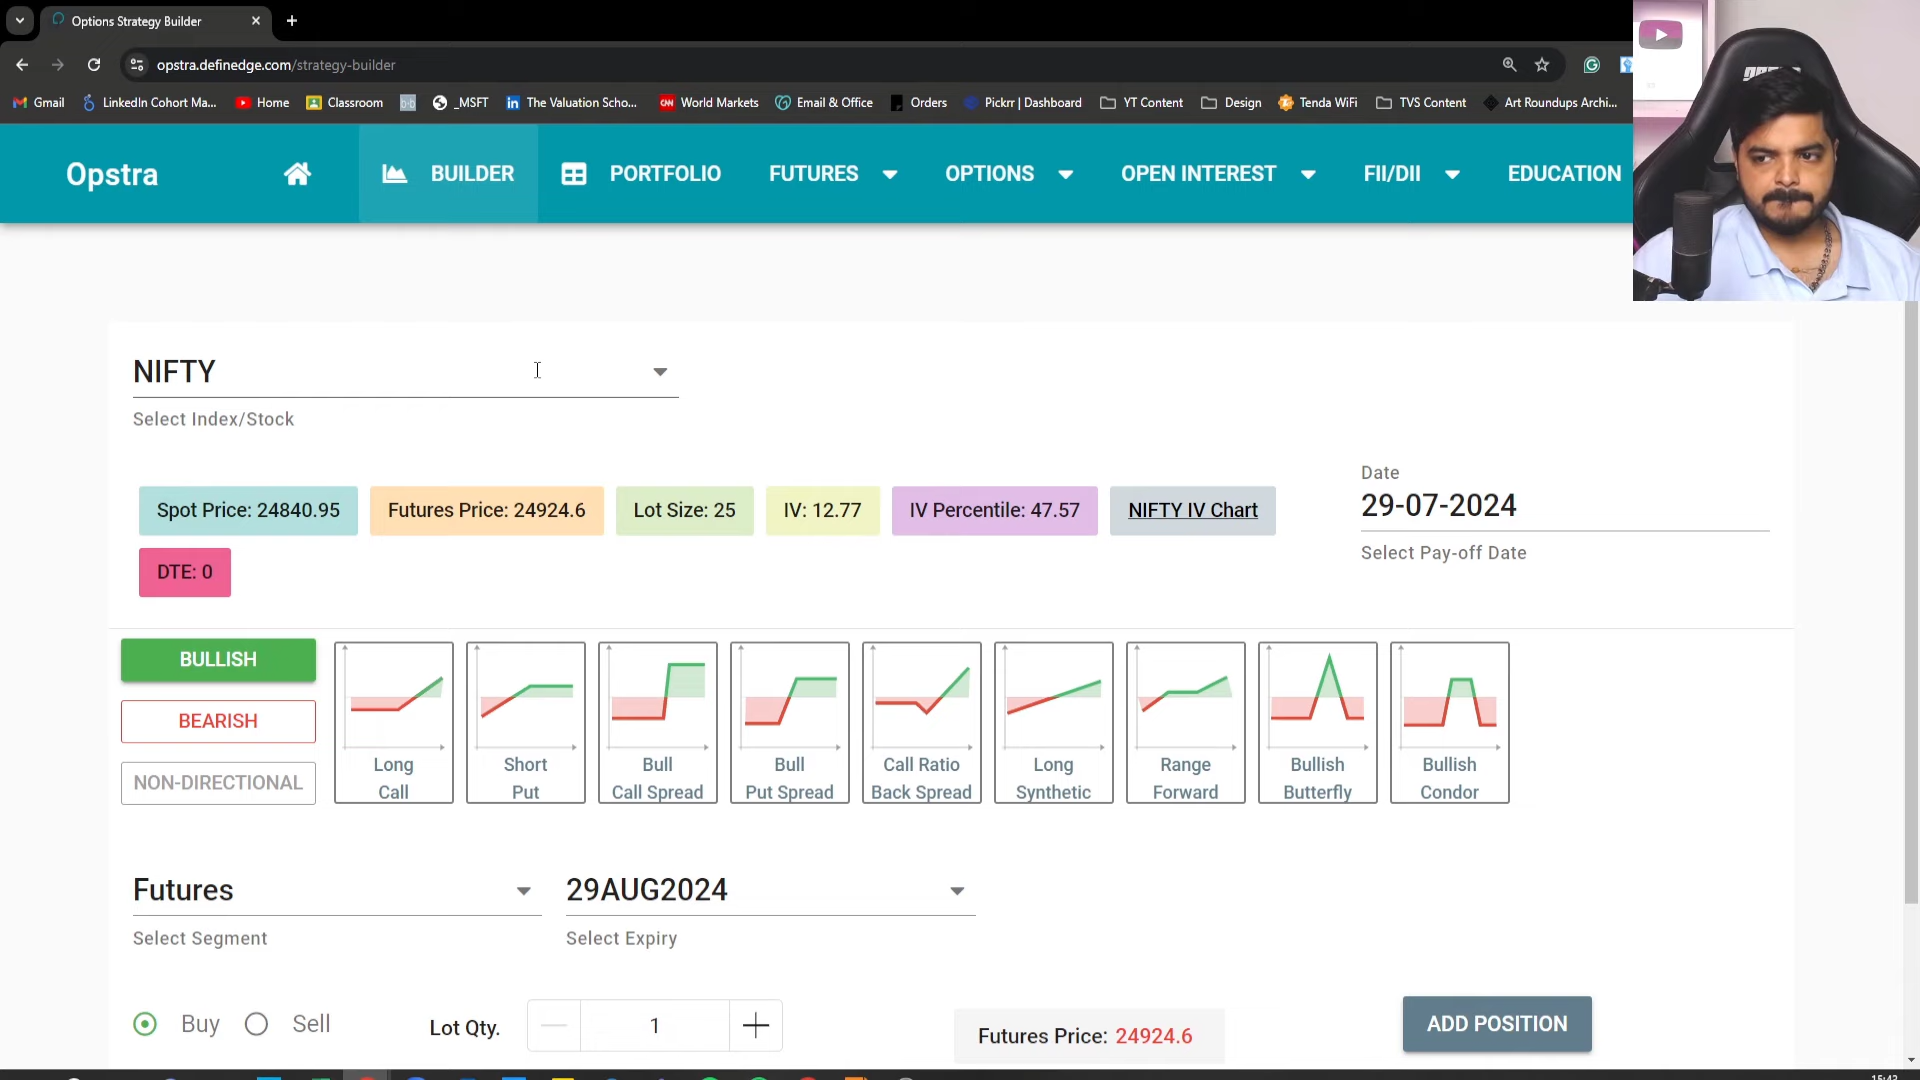 Options Strategy Builder
opstra.definedge.com/strategy-builder
Gmail LinkedIn Cohort Ma... Home Classroom _MSFT The Valuation Scho... World Markets Email & Office Orders Pickrr | Dashboard YT Content Design Tenda WiFi TVS Content Art Roundups Archi...
Opstra BUILDER PORTFOLIO FUTURES OPTIONS OPEN INTEREST FII/DII EDUCATION
NIFTY
Select Index/Stock
Spot Price: 24840.95 Futures Price: 24924.6 Lot Size: 25 IV: 12.77 IV Percentile: 47.57 NIFTY IV Chart
DTE: 0
Date
29-07-2024
Select Pay-off Date
BULLISH
BEARISH
NON-DIRECTIONAL
Long
Call
Short
Put
Bull
Call Spread
Bull
Put Spread
Call Ratio
Back Spread
Long
Synthetic
Range
Forward
Bullish
Butterfly
Bullish
Condor
Futures 29AUG2024
Select Segment Select Expiry
Buy Sell Lot Qty. 1 Futures Price: 24924.6 ADD POSITION